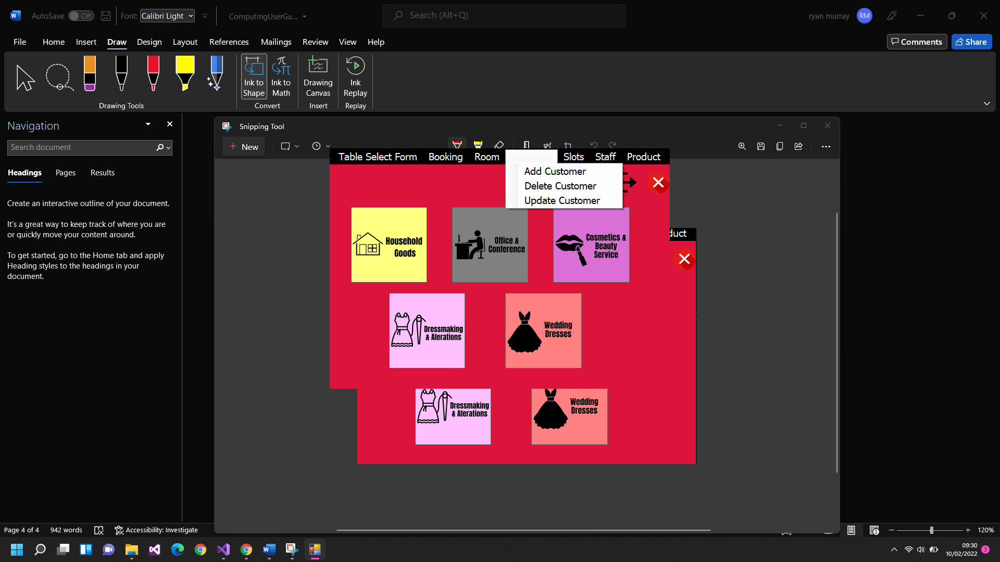 AutoSave Off Font: Calibri Light ComputingUserGu... Search (Alt+Q) ryan murray RM
File Home Insert Draw Design Layout References Mailings Review View Help Comments Share
Ink to Shape
Ink to Math
Drawing Canvas
Ink Replay
Drawing Tools Convert Insert Replay
Navigation
Search document
Headings Pages Results
Create an interactive outline of your document.
It's a great way to keep track of where you are
or quickly move your content around.
To get started, go to the Home tab and apply
Heading styles to the headings in your
document.
Snipping Tool
New
Table Select Form Booking Room Customer Slots Staff Product
Add Customer
Delete Customer
Update Customer
Household
Goods
Office &
Conference
Cosmetics &
Beauty
Service
duct
Dressmaking
& Alerations
Wedding
Dresses
Dressmaking
& Alerations
Wedding
Dresses
Page 4 of 4 942 words Accessibility: Investigate 120%
09:30
10/02/2022 3